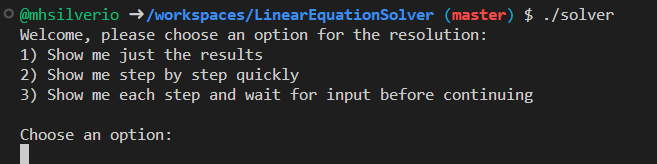 @mhsilverio ➜/workspaces/LinearEquationSolver (master) $ ./solver
Welcome, please choose an option for the resolution:
1) Show me just the results
2) Show me step by step quickly
3) Show me each step and wait for input before continuing
Choose an option: